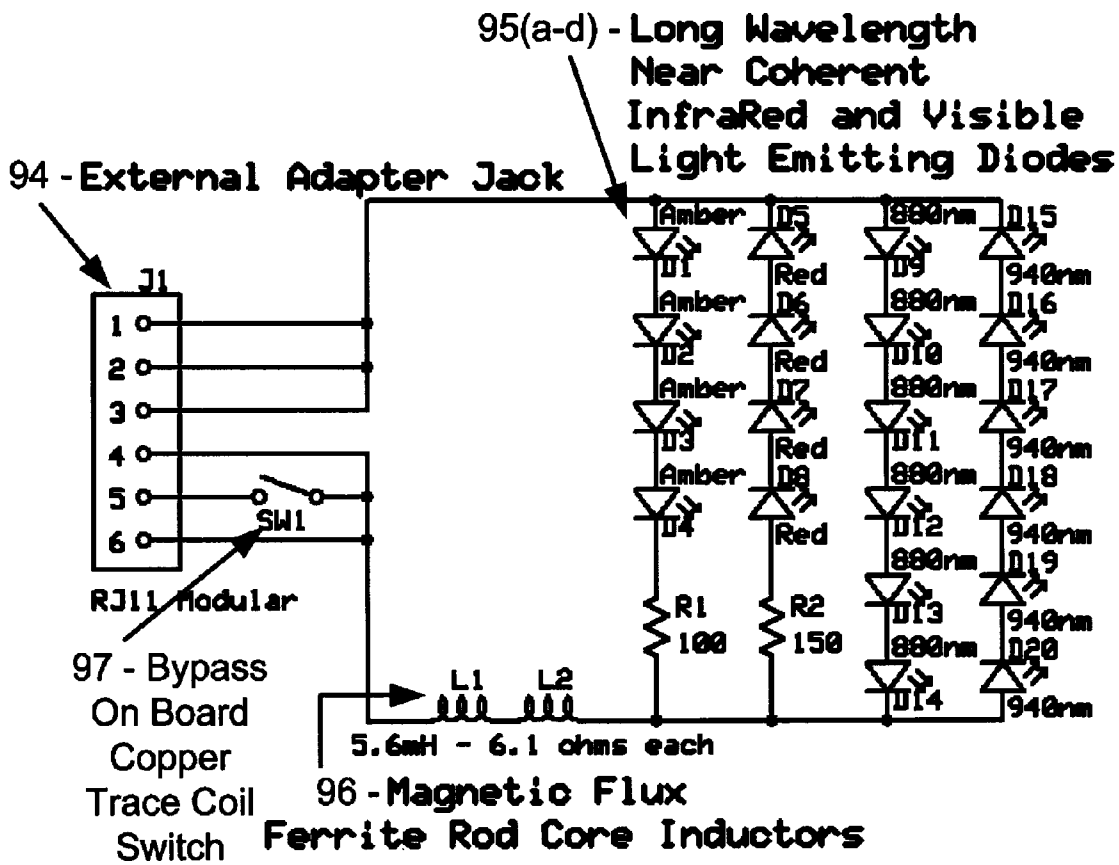 95(a-d) - Long Wavelength
Near Coherent
InfraRed and Visible
Light Emitting Diodes
94 - External Adapter Jack
J1
1
2
3
4
5
6
SW1
RJ11 Modular
97 - Bypass
On Board
Copper
Trace Coil
Switch
L1 L2
5.6mH - 6.1 ohms each
96 - Magnetic Flux
Ferrite Rod Core Inductors
Amber D5 880nm D15
D1 Red D9 940nm
Amber D6 880nm D16
D2 Red D10 940nm
Amber D7 880nm D17
D3 Red D11 940nm
Amber D8 880nm D18
D4 Red D12 940nm
880nm D19
D13 940nm
880nm D20
D14 940nm
R1 R2
100 150